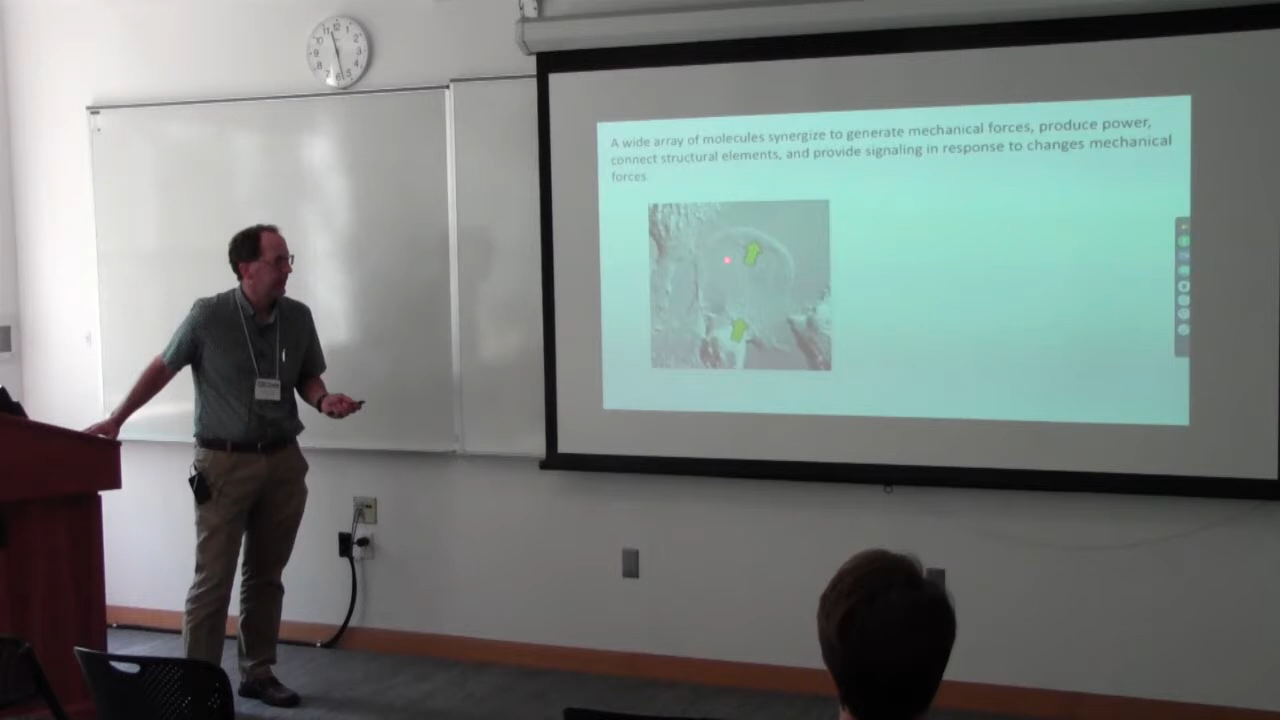 A wide array of molecules synergize to generate mechanical forces, produce power,
connect structural elements, and provide signaling in response to changes mechanical
forces